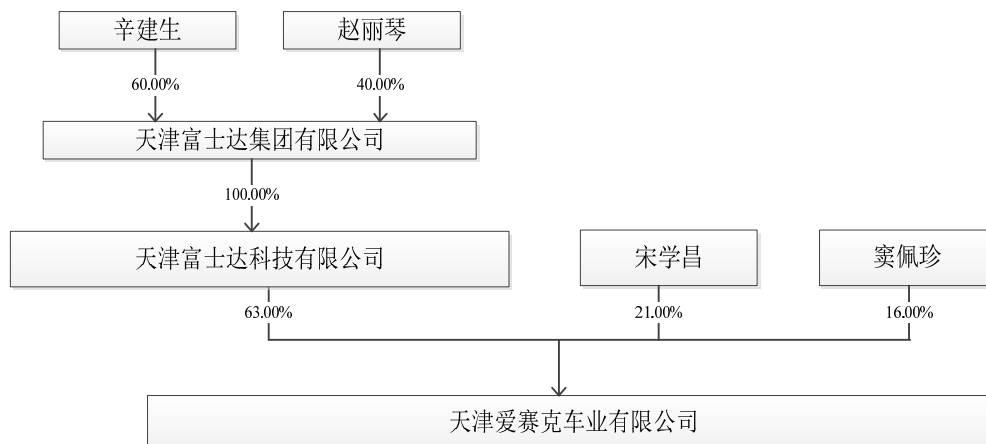 辛建生
赵丽琴
60.00%
40.00%
天津富士达集团有限公司
100.00%
天津富士达科技有限公司
宋学昌
窦佩珍
63.00%
21.00%
16.00%
天津爱赛克车业有限公司